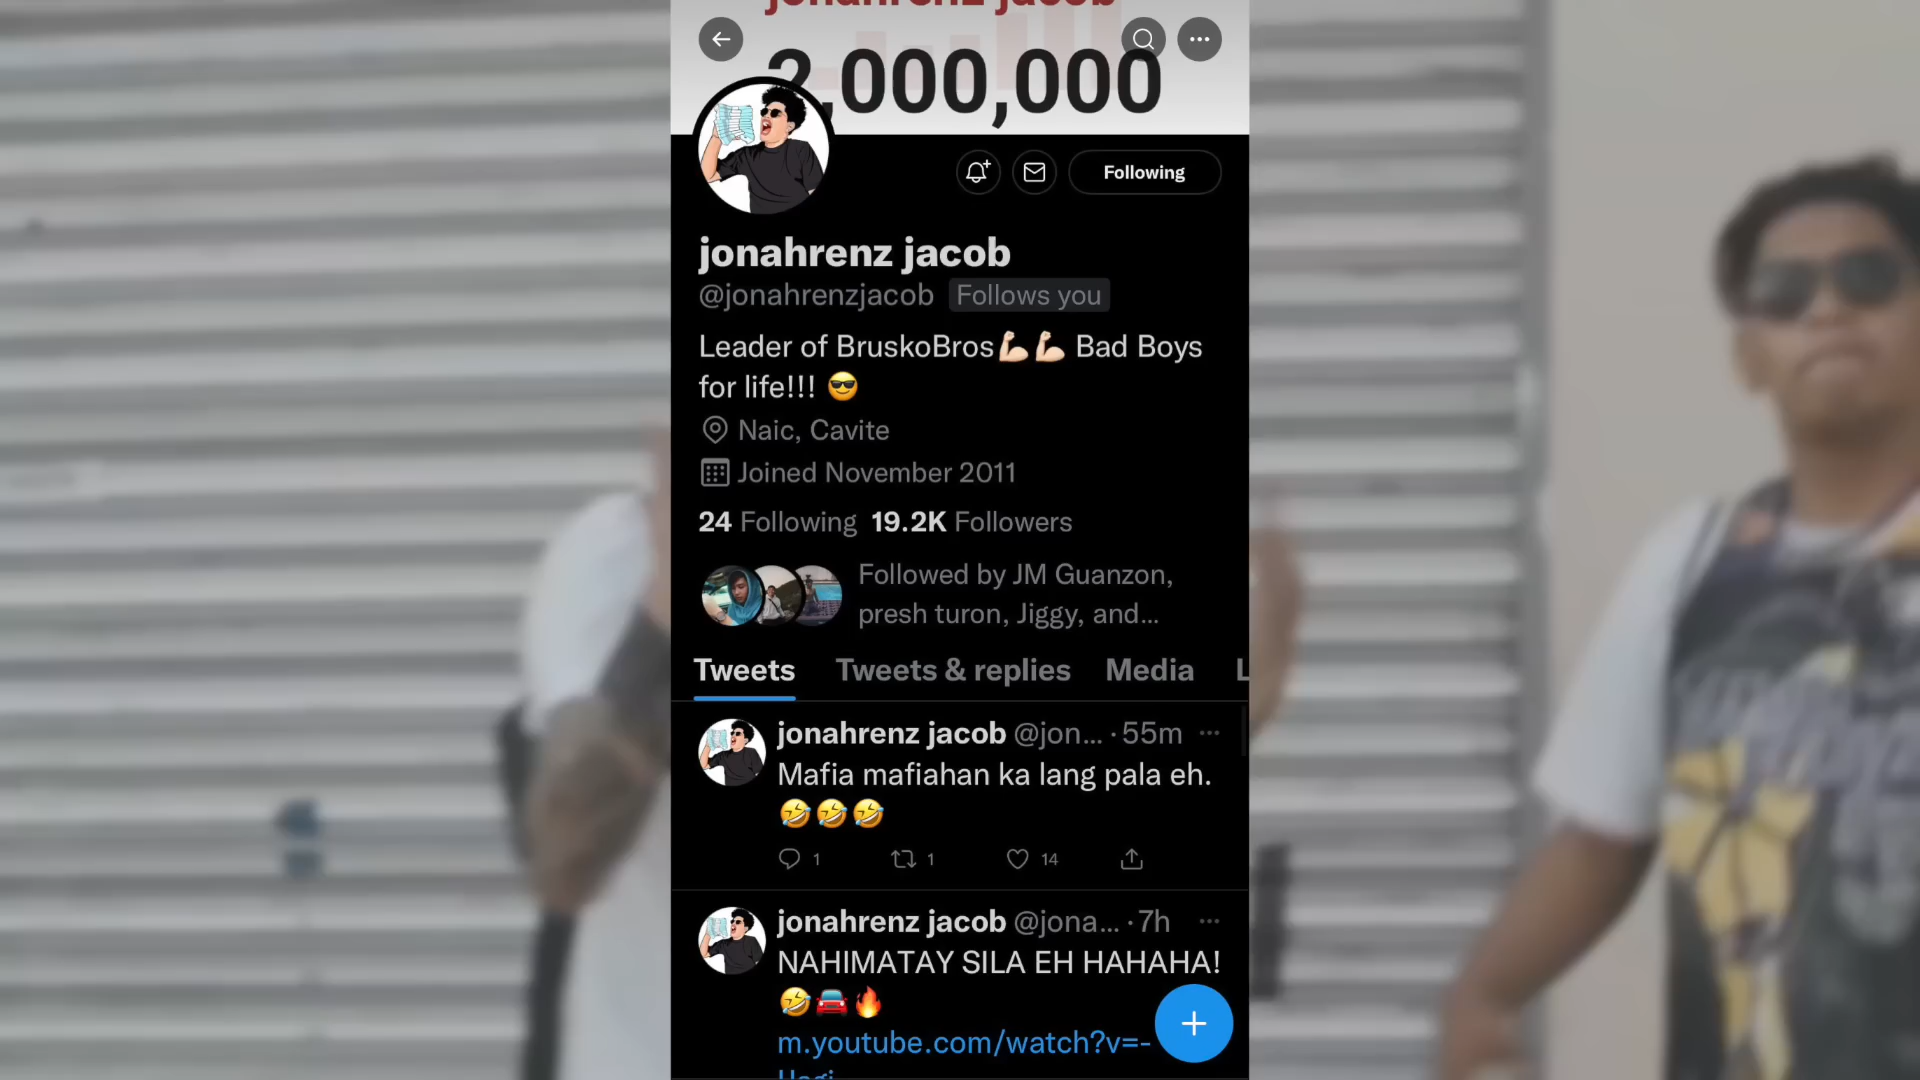 jonahrenz jacob
2,000,000
Following
jonahrenz jacob
@jonahrenzjacob Follows you
Leader of BruskoBros💪🏻💪🏻 Bad Boys
for life!!! 😎
Naic, Cavite
Joined November 2011
24 Following 19.2K Followers
Followed by JM Guanzon,
presh turon, Jiggy, and...
Tweets Tweets & replies Media L
jonahrenz jacob @jon... · 55m
Mafia mafiahan ka lang pala eh.
🤣🤣🤣
1 1 14
jonahrenz jacob @jona... · 7h
NAHIMATAY SILA EH HAHAHA!
🤣🚘🔥
m.youtube.com/watch?v=-